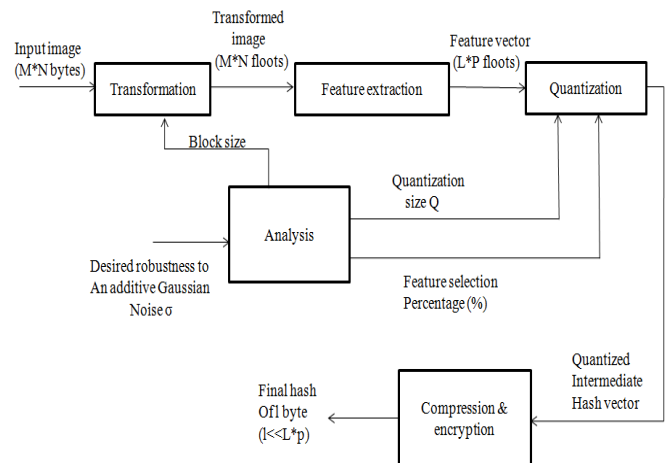 Input image
(M*N bytes)
Transformed
image
(M*N floots)
Feature vector
(L*P floots)
Transformation
Feature extraction
Quantization
Block size
Quantization
size Q
Analysis
Desired robustness to
An additive Gaussian
Noise σ
Feature selection
Percentage (%)
Quantized
Intermediate
Hash vector
Final hash
Of l byte
(l<<L*p)
Compression &
encryption